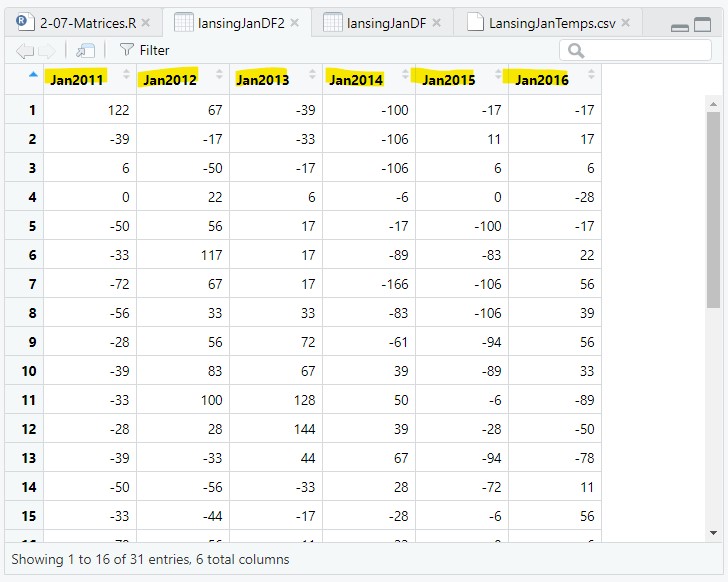 2-07-Matrices.R lansingJanDF2 lansingJanDF LansingJanTemps.csv
Filter
Jan2011 Jan2012 Jan2013 Jan2014 Jan2015 Jan2016
1 122 67 -39 -100 -17 -17
2 -39 -17 -33 -106 11 17
3 6 -50 -17 -106 6 6
4 0 22 6 -6 0 -28
5 -50 56 17 -17 -100 -17
6 -33 117 17 -89 -83 22
7 -72 67 17 -166 -106 56
8 -56 33 33 -83 -106 39
9 -28 56 72 -61 -94 56
10 -39 83 67 39 -89 33
11 -33 100 128 50 -6 -89
12 -28 28 144 39 -28 -50
13 -39 -33 44 67 -94 -78
14 -50 -56 -33 28 -72 11
15 -33 -44 -17 -28 -6 56
Showing 1 to 16 of 31 entries, 6 total columns